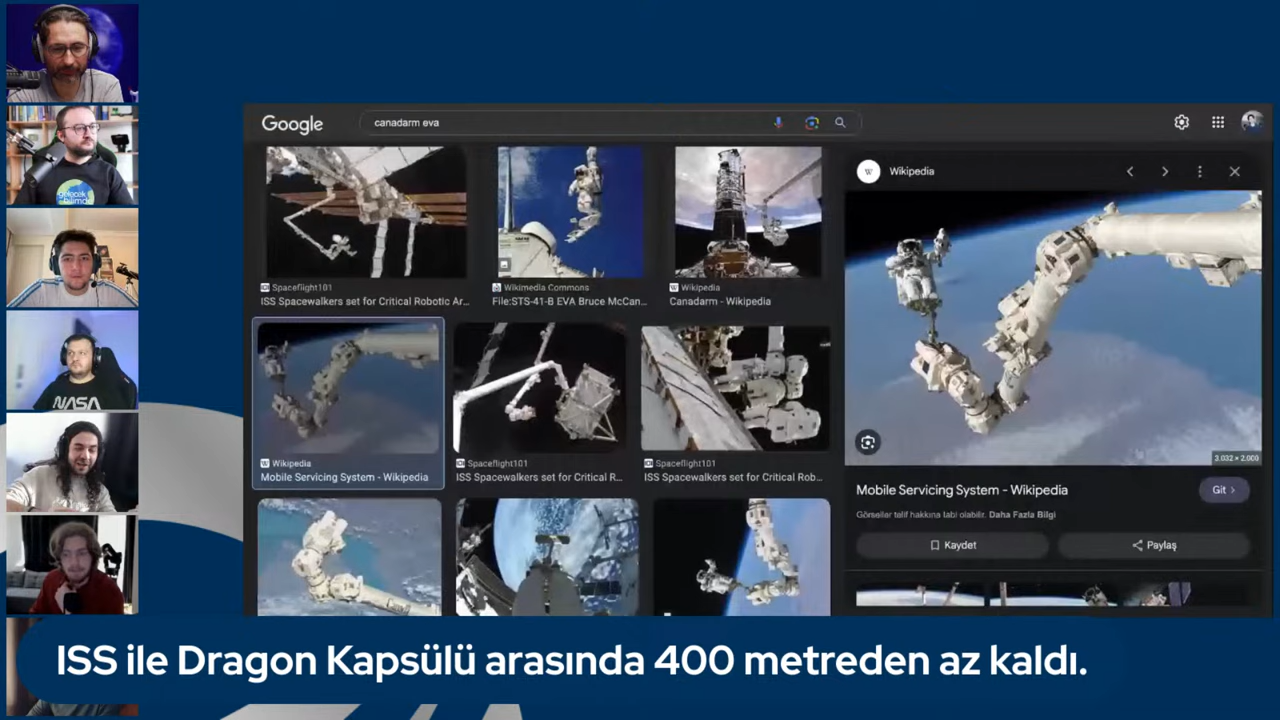 gelecek
bilimde
NASA
Google
canadarm eva
Spaceflight101
ISS Spacewalkers set for Critical Robotic Ar...
Wikimedia Commons
File:STS-41-B EVA Bruce McCan...
Wikipedia
Canadarm - Wikipedia
Wikipedia
Mobile Servicing System - Wikipedia
Spaceflight101
ISS Spacewalkers set for Critical R...
Spaceflight101
ISS Spacewalkers set for Critical Rob...
W
Wikipedia
3.032 × 2.000
Mobile Servicing System - Wikipedia
Git
Görseller telif hakkına tabi olabilir. Daha Fazla Bilgi
Kaydet
Paylaş
ISS ile Dragon Kapsülü arasında 400 metreden az kaldı.